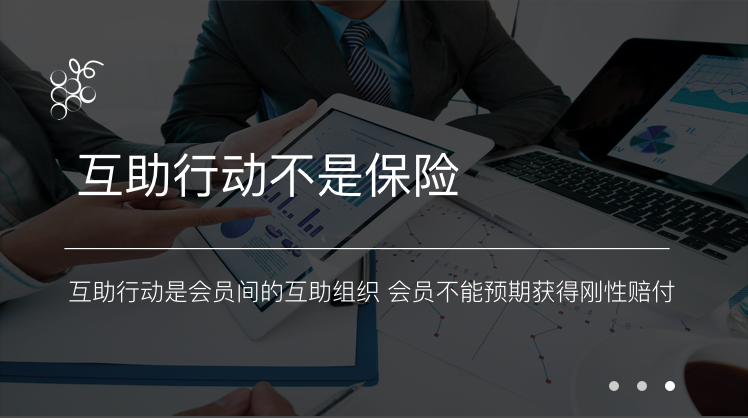 互助行动不是保险
互助行动是会员间的互助组织 会员不能预期获得刚性赔付